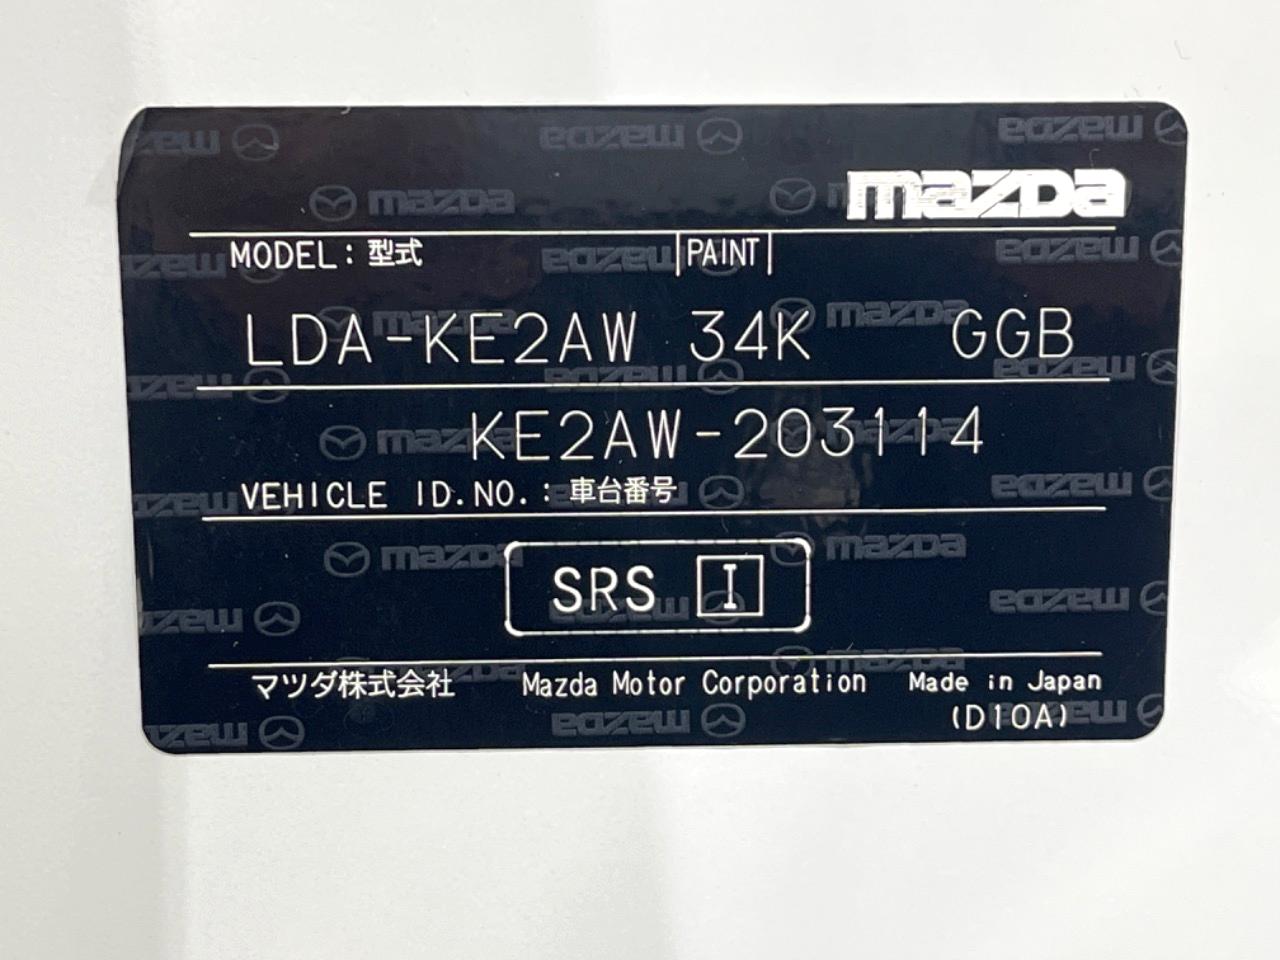 mazda
MODEL:型式 PAINT
LDA-KE2AW 34K GGB
KE2AW-203114
VEHICLE ID.NO.:車台番号
SRS I
マツダ株式会社 Mazda Motor Corporation Made in Japan
(D10A)